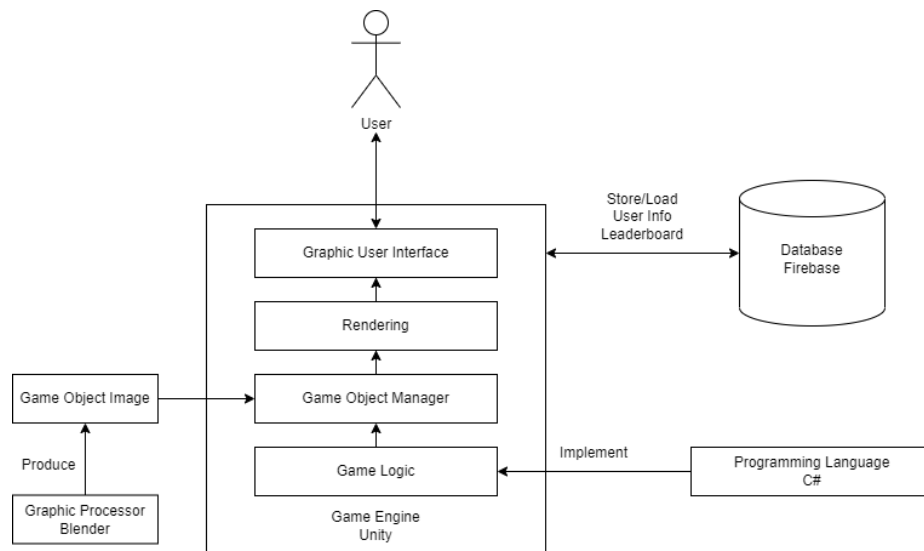 User
Store/Load
User Info
Leaderboard
Database
Firebase
Graphic User Interface
Rendering
Game Object Image
Game Object Manager
Produce
Game Logic
Implement
Programming Language
C#
Graphic Processor
Blender
Game Engine
Unity